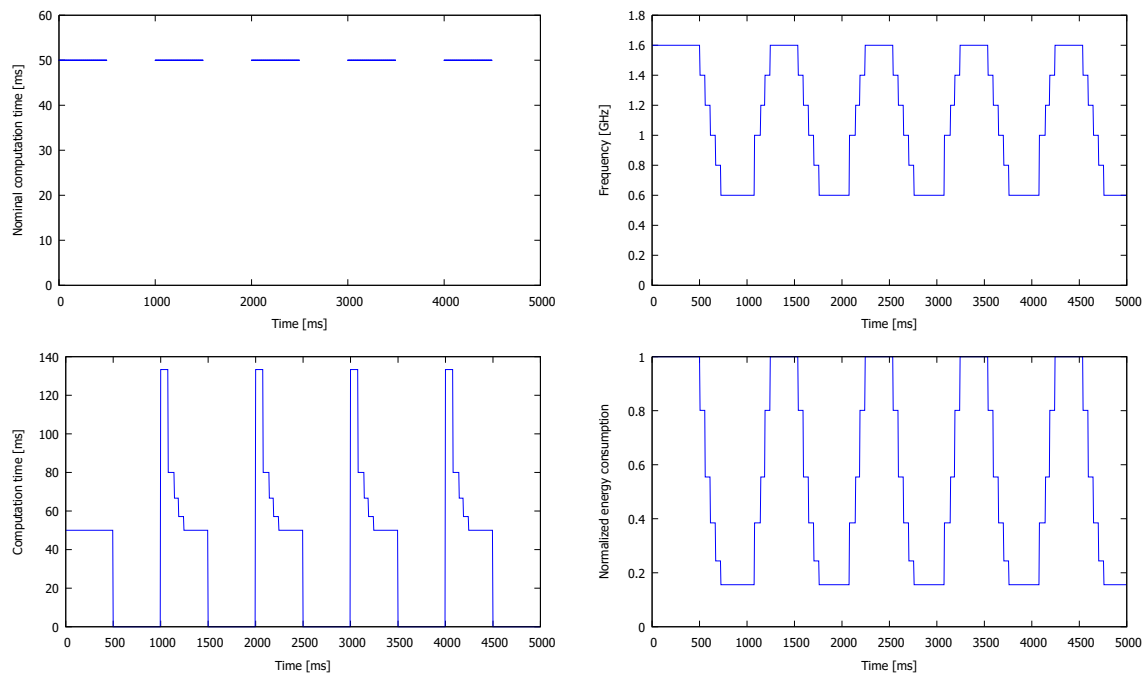 60
50
40
30
20
10
0
Nominal computation time [ms]
0 1000 2000 3000 4000 5000
Time [ms]
1.8
1.6
1.4
1.2
1
0.8
0.6
0.4
0.2
0
Frequency [GHz]
0 500 1000 1500 2000 2500 3000 3500 4000 4500 5000
Time [ms]
140
120
100
80
60
40
20
0
Computation time [ms]
0 500 1000 1500 2000 2500 3000 3500 4000 4500 5000
Time [ms]
1
0.8
0.6
0.4
0.2
0
Normalized energy consumption
0 500 1000 1500 2000 2500 3000 3500 4000 4500 5000
Time [ms]